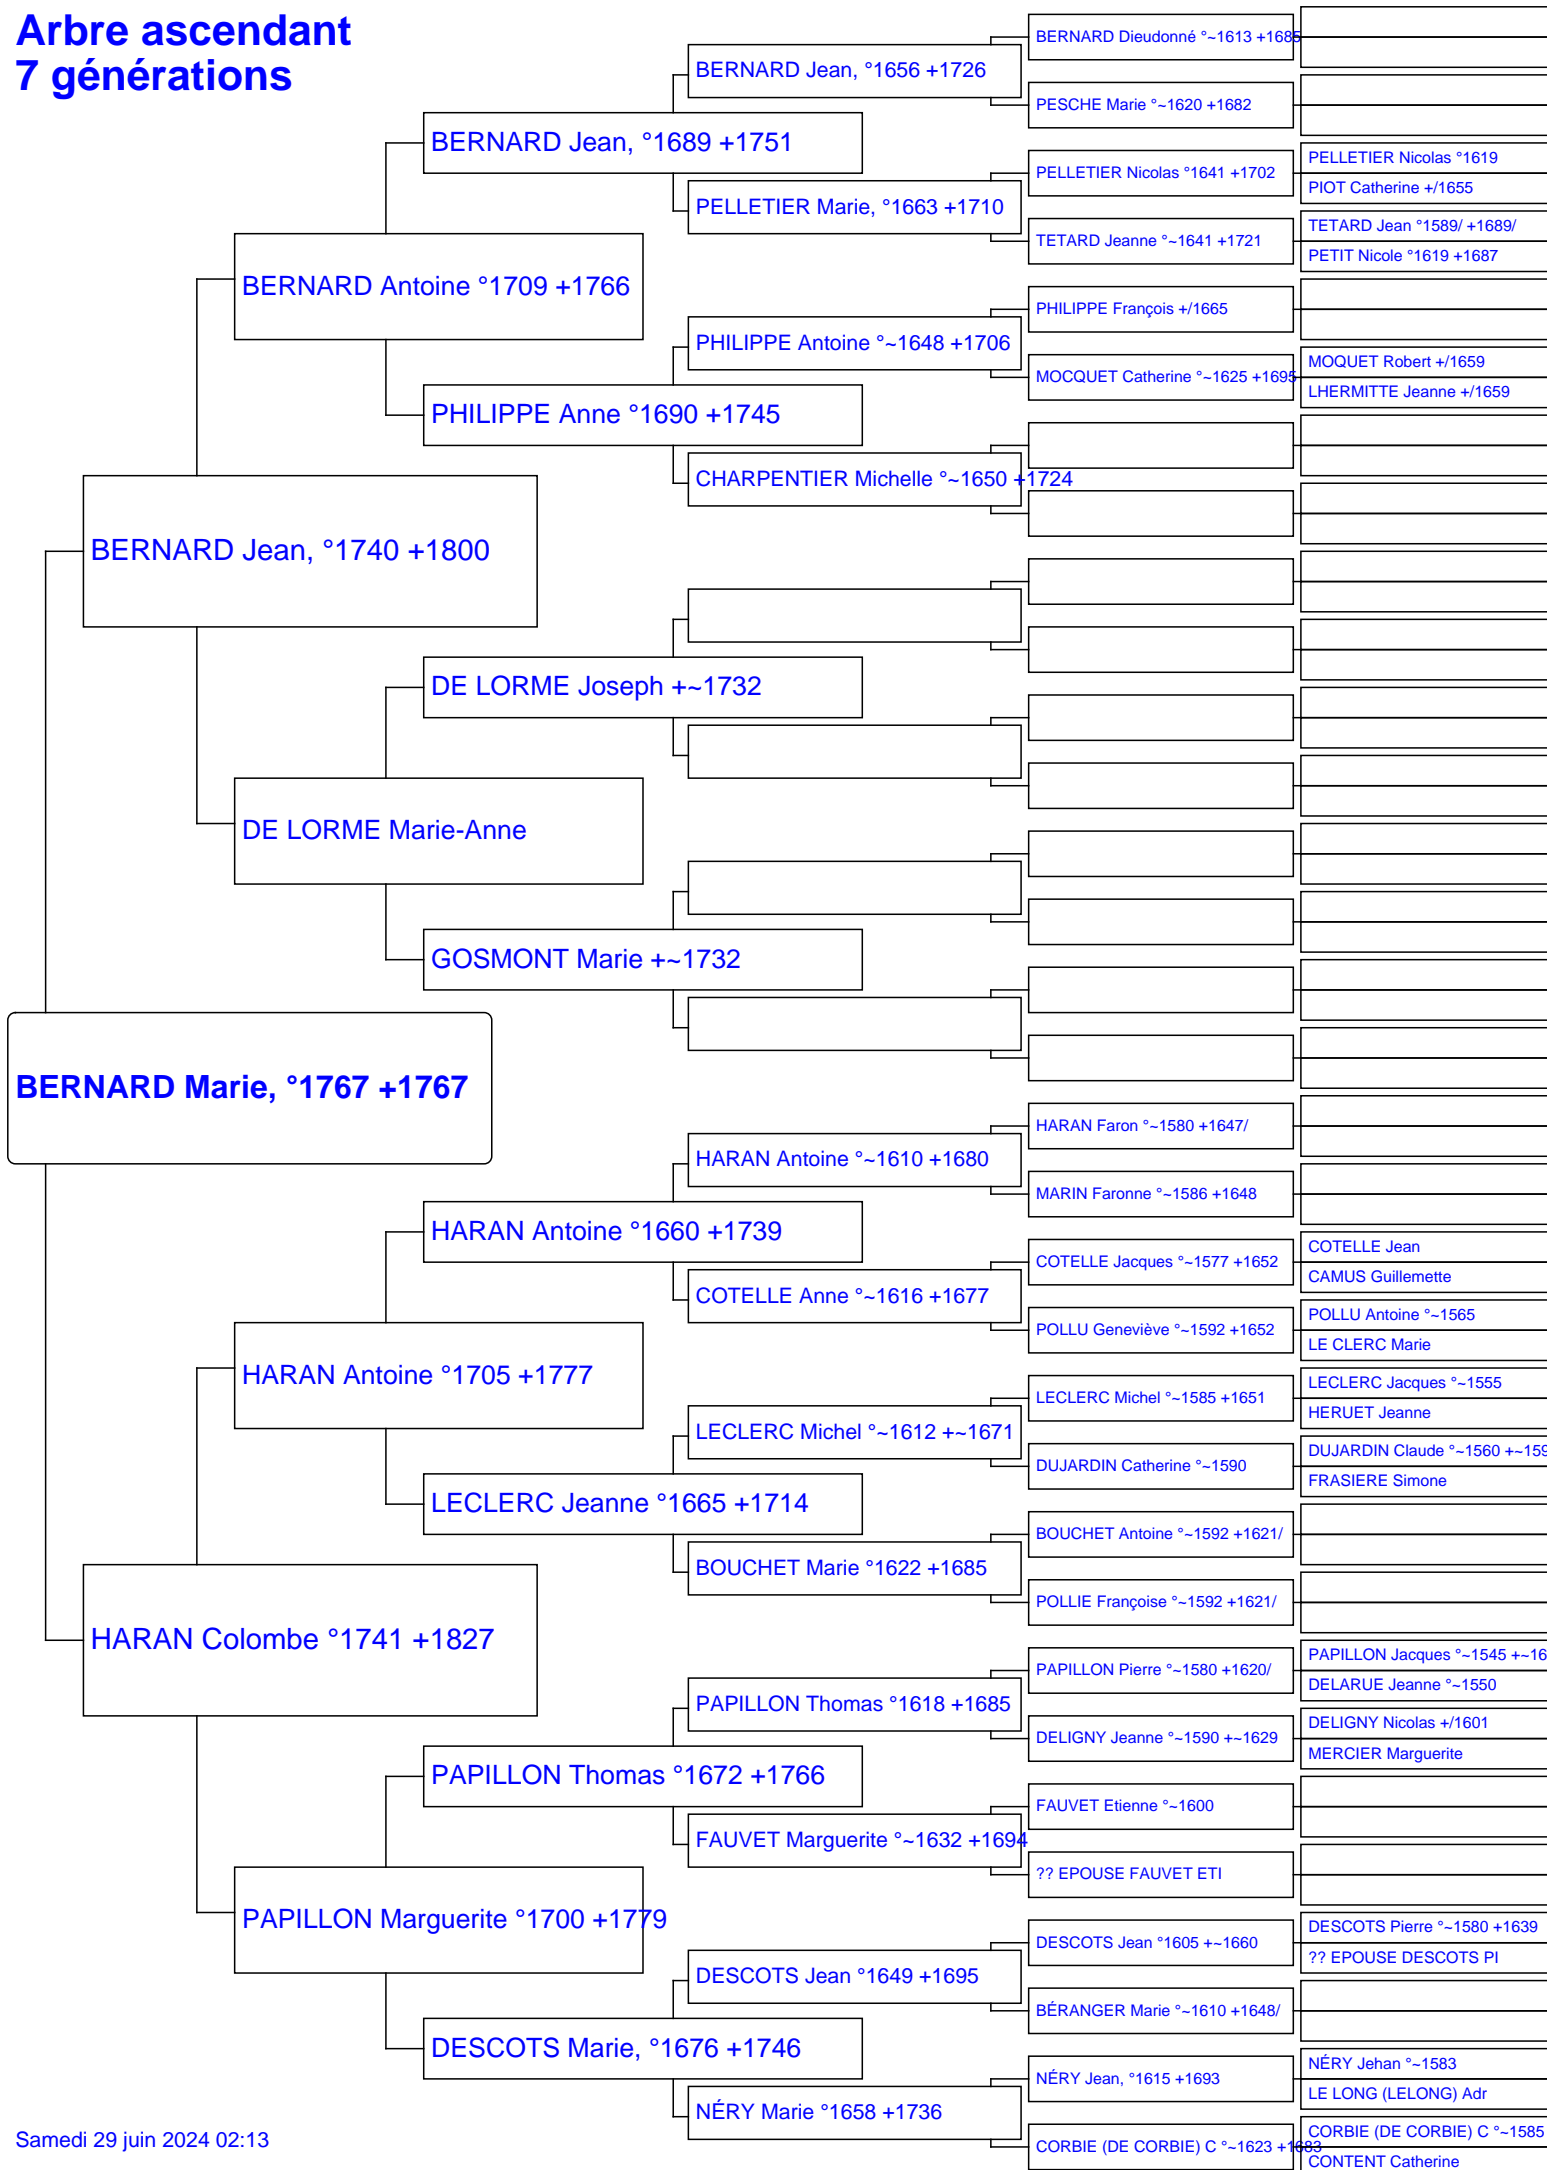 Arbre ascendant
7 générations
BERNARD Marie, °1767 +1767
BERNARD Jean, °1740 +1800
HARAN Colombe °1741 +1827
BERNARD Antoine °1709 +1766
DE LORME Marie-Anne
HARAN Antoine °1705 +1777
PAPILLON Marguerite °1700 +1779
BERNARD Jean, °1689 +1751
PHILIPPE Anne °1690 +1745
DE LORME Joseph +~1732
GOSMONT Marie +~1732
HARAN Antoine °1660 +1739
LECLERC Jeanne °1665 +1714
PAPILLON Thomas °1672 +1766
DESCOTS Marie, °1676 +1746
BERNARD Jean, °1656 +1726
PELLETIER Marie, °1663 +1710
PHILIPPE Antoine °~1648 +1706
CHARPENTIER Michelle °~1650 +1724
HARAN Antoine °~1610 +1680
COTELLE Anne °~1616 +1677
LECLERC Michel °~1612 +~1671
BOUCHET Marie °1622 +1685
PAPILLON Thomas °1618 +1685
FAUVET Marguerite °~1632 +1694
DESCOTS Jean °1649 +1695
NÉRY Marie °1658 +1736
BERNARD Dieudonné °~1613 +1685
PESCHE Marie °~1620 +1682
PELLETIER Nicolas °1641 +1702
TETARD Jeanne °~1641 +1721
PHILIPPE François +/1665
MOCQUET Catherine °~1625 +1695
HARAN Faron °~1580 +1647/
MARIN Faronne °~1586 +1648
COTELLE Jacques °~1577 +1652
POLLU Geneviève °~1592 +1652
LECLERC Michel °~1585 +1651
DUJARDIN Catherine °~1590
BOUCHET Antoine °~1592 +1621/
POLLIE Françoise °~1592 +1621/
PAPILLON Pierre °~1580 +1620/
DELIGNY Jeanne °~1590 +~1629
FAUVET Etienne °~1600
?? EPOUSE FAUVET ETI
DESCOTS Jean °1605 +~1660
BÉRANGER Marie °~1610 +1648/
NÉRY Jean, °1615 +1693
CORBIE (DE CORBIE) C °~1623 +1683
PELLETIER Nicolas °1619
PIOT Catherine +/1655
TETARD Jean °1589/ +1689/
PETIT Nicole °1619 +1687
MOQUET Robert +/1659
LHERMITTE Jeanne +/1659
COTELLE Jean
CAMUS Guillemette
POLLU Antoine °~1565
LE CLERC Marie
LECLERC Jacques °~1555
HERUET Jeanne
DUJARDIN Claude °~1560 +~159
FRASIERE Simone
PAPILLON Jacques °~1545 +~16
DELARUE Jeanne °~1550
DELIGNY Nicolas +/1601
MERCIER Marguerite
DESCOTS Pierre °~1580 +1639
?? EPOUSE DESCOTS PI
NÉRY Jehan °~1583
LE LONG (LELONG) Adr
CORBIE (DE CORBIE) C °~1585
CONTENT Catherine
Samedi 29 juin 2024 02:13